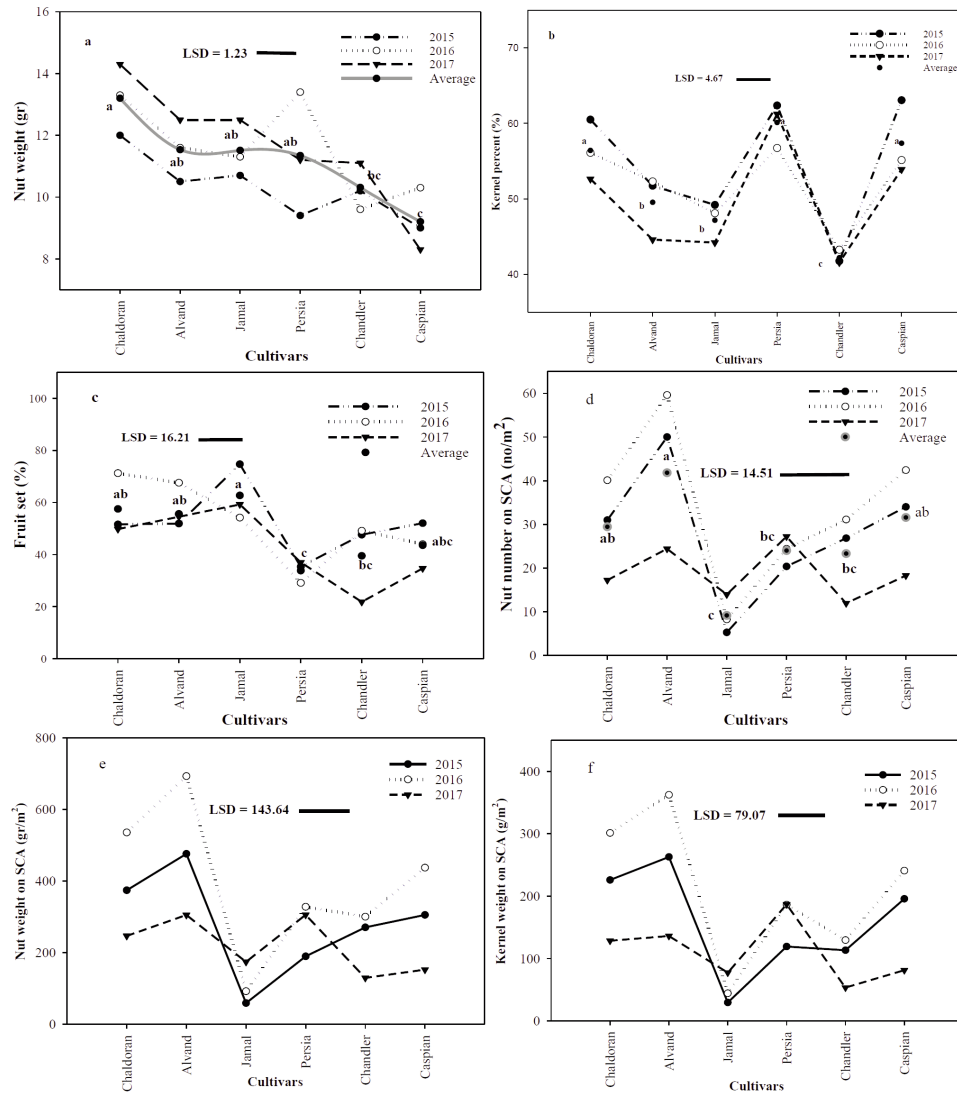 a
LSD = 1.23
2015
2016
2017
Average
Nut weight (gr)
16
14
12
10
8
a
ab
ab
ab
bc
c
Chaldoran
Alvand
Jamal
Persia
Chandler
Caspian
Cultivars
b
LSD = 4.67
2015
2016
2017
Average
Kernel percent (%)
70
60
50
40
a
b
b
a
c
a
Chaldoran
Alvand
Jamal
Persia
Chandler
Caspian
Cultivars
c
LSD = 16.21
2015
2016
2017
Average
Fruit set (%)
100
80
60
40
20
0
ab
ab
a
c
bc
abc
Chaldoran
Alvand
Jamal
Persia
Chandler
Caspian
Cultivars
d
LSD = 14.51
2015
2016
2017
Average
Nut number on SCA (no/m²)
60
50
40
30
20
10
0
ab
a
c
bc
bc
ab
Chaldoran
Alvand
Jamal
Persia
Chandler
Caspian
Cultivars
e
LSD = 143.64
2015
2016
2017
Nut weight on SCA (gr/m²)
800
600
400
200
0
Chaldoran
Alvand
Jamal
Persia
Chandler
Caspian
Cultivars
f
LSD = 79.07
2015
2016
2017
Kernel weight on SCA (g/m²)
400
300
200
100
0
Chaldoran
Alvand
Jamal
Persia
Chandler
Caspian
Cultivars